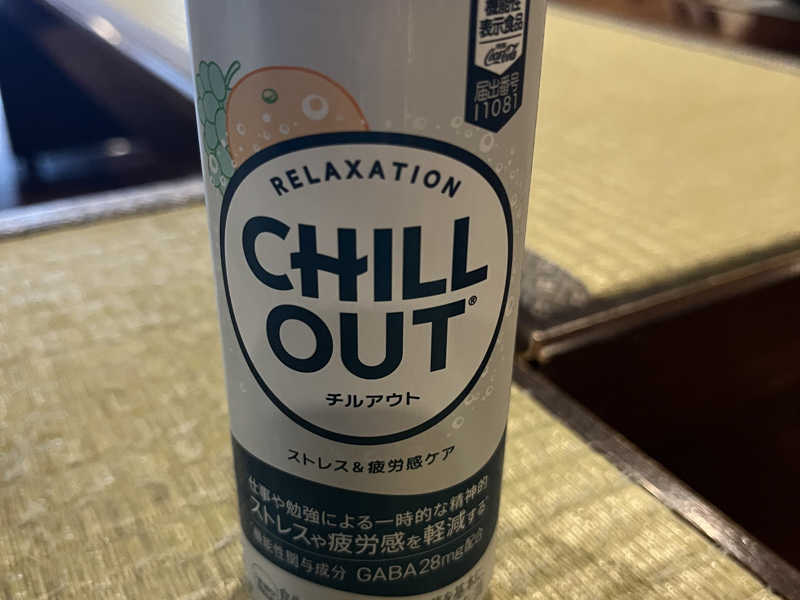 機能性
表示食品
Coca-Cola
届出番号
I1081
RELAXATION
CHILL
OUT®
チルアウト
ストレス&疲労感ケア
仕事や勉強による一時的な精神的
ストレスや疲労感を軽減する
機能性関与成分 GABA28mg配合